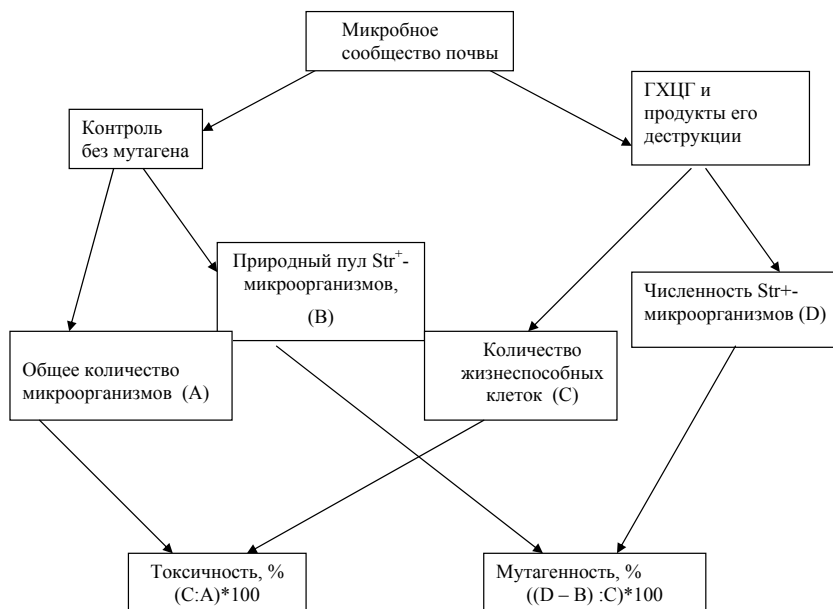 Микробное
сообщество почвы
Контроль
без мутагена
ГХЦГ и
продукты его
деструкции
Природный пул Str⁺-
микроорганизмов,
(В)
Численность Str+-
микроорганизмов (D)
Общее количество
микроорганизмов (А)
Количество
жизнеспособных
клеток (С)
Токсичность, %
(С:А)*100
Мутагенность, %
((D – В) :С)*100